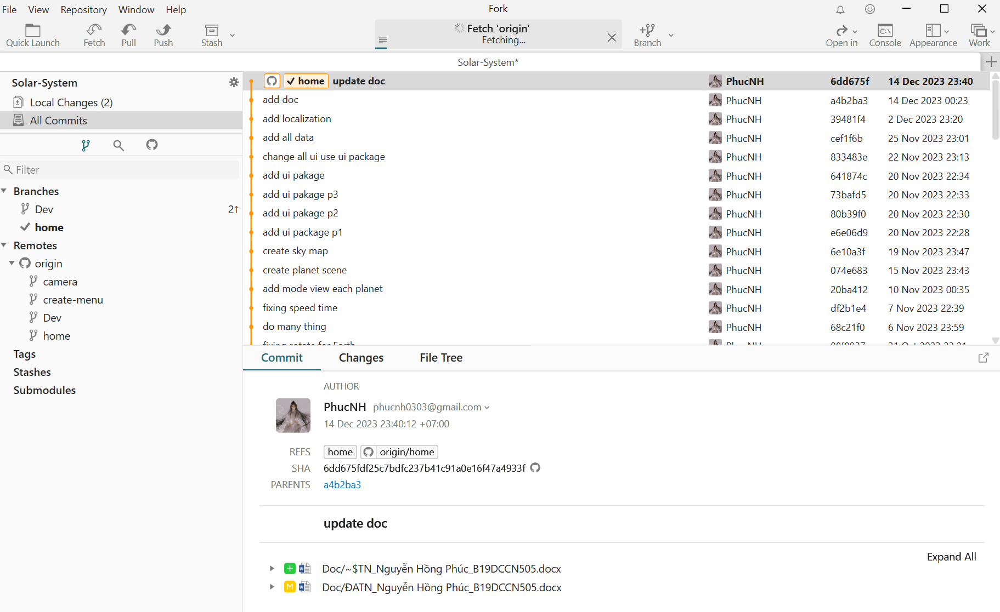 File View Repository Window Help
Fork
Quick Launch Fetch Pull Push Stash
Fetch 'origin'
Fetching...
Branch Open in Console Appearance Work
Solar-System*
Solar-System
Local Changes (2)
All Commits
Filter
Branches
Dev 2↑
home
Remotes
origin
camera
create-menu
Dev
home
Tags
Stashes
Submodules
home update doc PhucNH 6dd675f 14 Dec 2023 23:40
add doc PhucNH a4b2ba3 14 Dec 2023 00:23
add localization PhucNH 39481f4 2 Dec 2023 23:20
add all data PhucNH cef1f6b 25 Nov 2023 23:01
change all ui use ui package PhucNH 833483e 22 Nov 2023 23:13
add ui pakage PhucNH 641874c 20 Nov 2023 22:34
add ui pakage p3 PhucNH 73bafd5 20 Nov 2023 22:33
add ui pakage p2 PhucNH 80b39f0 20 Nov 2023 22:30
add ui package p1 PhucNH e6e06d9 20 Nov 2023 22:28
create sky map PhucNH 6e10a3f 19 Nov 2023 23:47
create planet scene PhucNH 074e683 15 Nov 2023 23:43
add mode view each planet PhucNH 20ba412 10 Nov 2023 00:35
fixing speed time PhucNH df2b1e4 7 Nov 2023 22:39
do many thing PhucNH 68c21f0 6 Nov 2023 23:59
fixing rotate for Earth PhucNH
Commit Changes File Tree
AUTHOR
PhucNH phucnh0303@gmail.com
14 Dec 2023 23:40:12 +07:00
REFS home origin/home
SHA 6dd675fdf25c7bdfc237b41c91a0e16f47a4933f
PARENTS a4b2ba3
update doc
Expand All
+ W Doc/~$TN_Nguyễn Hồng Phúc_B19DCCN505.docx
M W Doc/ĐATN_Nguyễn Hồng Phúc_B19DCCN505.docx